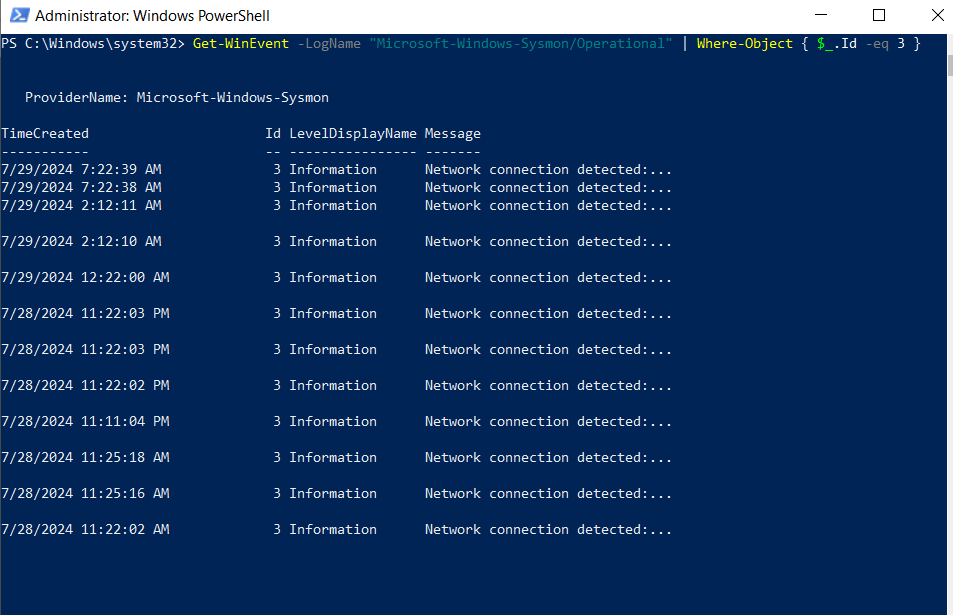 Administrator: Windows PowerShell
PS C:\Windows\system32> Get-WinEvent -LogName "Microsoft-Windows-Sysmon/Operational" | Where-Object { $_.Id -eq 3 }
ProviderName: Microsoft-Windows-Sysmon
TimeCreated Id LevelDisplayName Message
----------- -- ---------------- -------
7/29/2024 7:22:39 AM 3 Information Network connection detected:...
7/29/2024 7:22:38 AM 3 Information Network connection detected:...
7/29/2024 2:12:11 AM 3 Information Network connection detected:...
7/29/2024 2:12:10 AM 3 Information Network connection detected:...
7/29/2024 12:22:00 AM 3 Information Network connection detected:...
7/28/2024 11:22:03 PM 3 Information Network connection detected:...
7/28/2024 11:22:03 PM 3 Information Network connection detected:...
7/28/2024 11:22:02 PM 3 Information Network connection detected:...
7/28/2024 11:11:04 PM 3 Information Network connection detected:...
7/28/2024 11:25:18 AM 3 Information Network connection detected:...
7/28/2024 11:25:16 AM 3 Information Network connection detected:...
7/28/2024 11:22:02 AM 3 Information Network connection detected:...